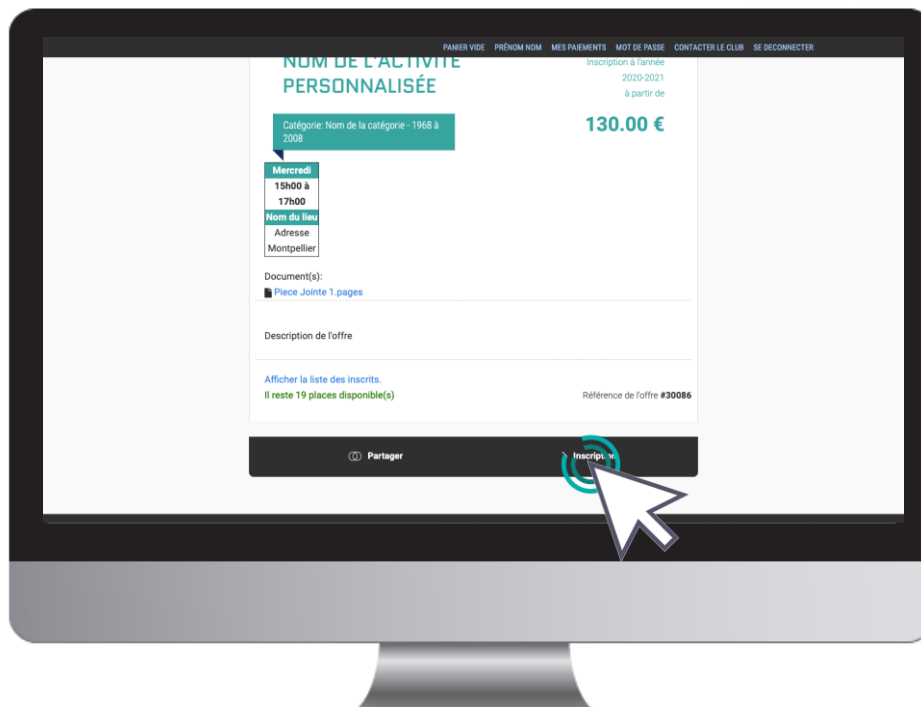 PANIER VIDE PRÉNOM NOM MES PAIEMENTS MOT DE PASSE CONTACTER LE CLUB SE DECONNECTER
NOM DE L'ACTIVITÉ
PERSONNALISÉE
Inscription à l'année
2020-2021
à partir de
130.00 €
Catégorie: Nom de la catégorie - 1968 à
2008
Mercredi
15h00 à
17h00
Nom du lieu
Adresse
Montpellier
Document(s):
Piece Jointe 1.pages
Description de l'offre
Afficher la liste des inscrits.
Il reste 19 places disponible(s)
Référence de l'offre #30086
Partager
Inscription